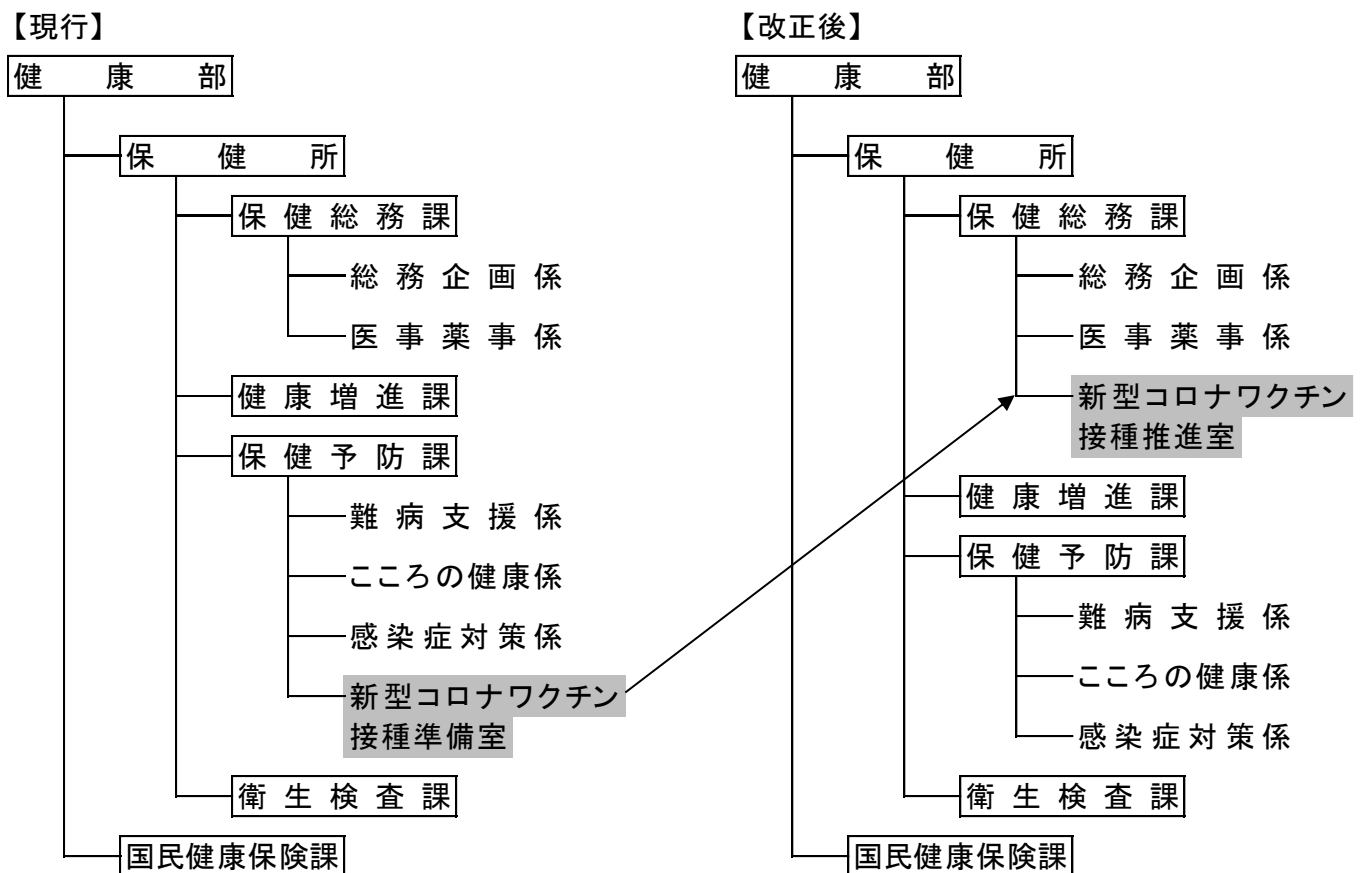 【現行】
健康部
保健所
保健総務課
総務企画係
医事薬事係
健康増進課
保健予防課
難病支援係
こころの健康係
感染症対策係
新型コロナワクチン
接種準備室
衛生検査課
国民健康保険課
【改正後】
健康部
保健所
保健総務課
総務企画係
医事薬事係
新型コロナワクチン
接種推進室
健康増進課
保健予防課
難病支援係
こころの健康係
感染症対策係
衛生検査課
国民健康保険課